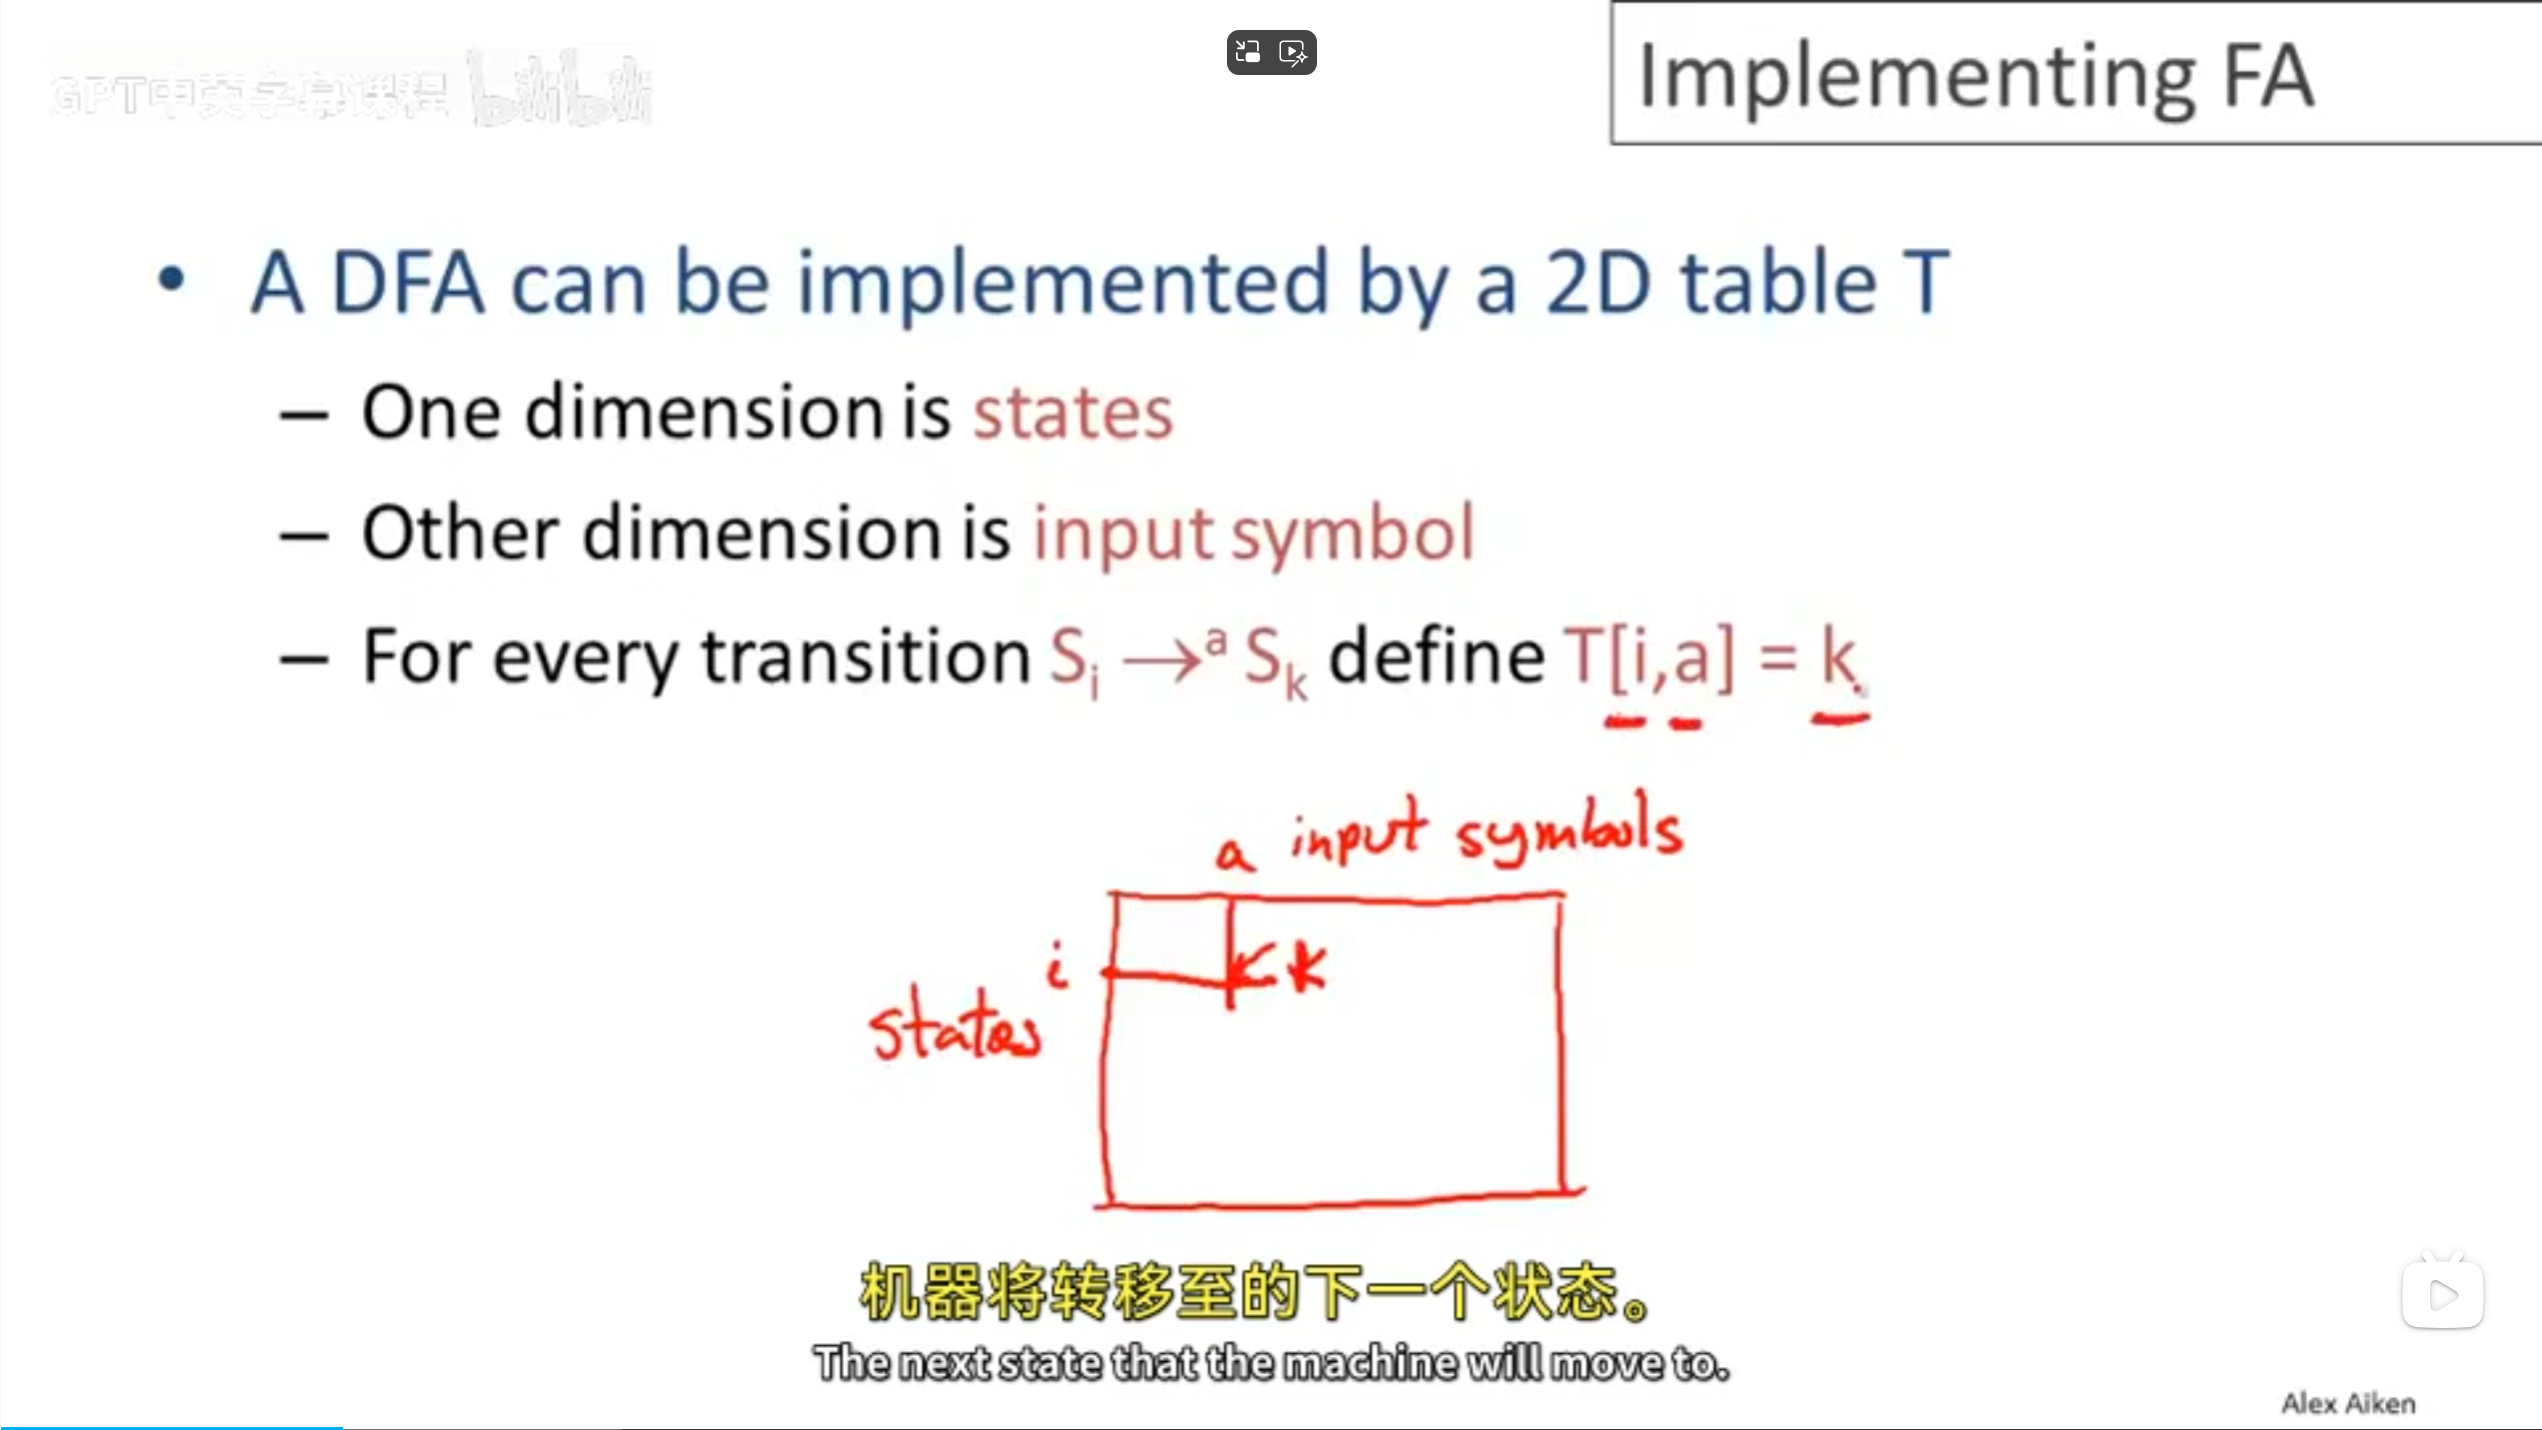 GPT中英字幕课程 bilibili
Implementing FA
• A DFA can be implemented by a 2D table T
– One dimension is states
– Other dimension is input symbol
– For every transition Sᵢ →ᵃ Sₖ define T[i,a] = k
a input symbols
i k
states
机器将转移至的下一个状态。
The next state that the machine will move to.
Alex Aiken